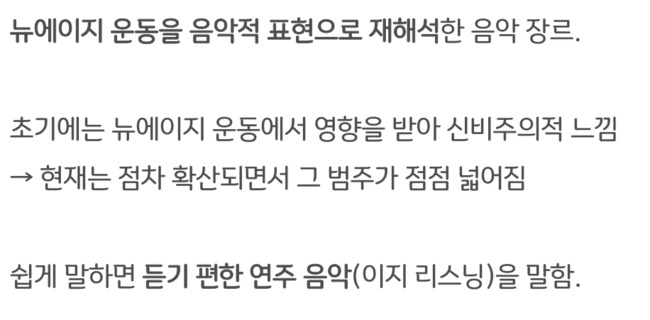 뉴에이지 운동을 음악적 표현으로 재해석한 음악 장르.
초기에는 뉴에이지 운동에서 영향을 받아 신비주의적 느낌
→ 현재는 점차 확산되면서 그 범주가 점점 넓어짐
쉽게 말하면 듣기 편한 연주 음악(이지 리스닝)을 말함.